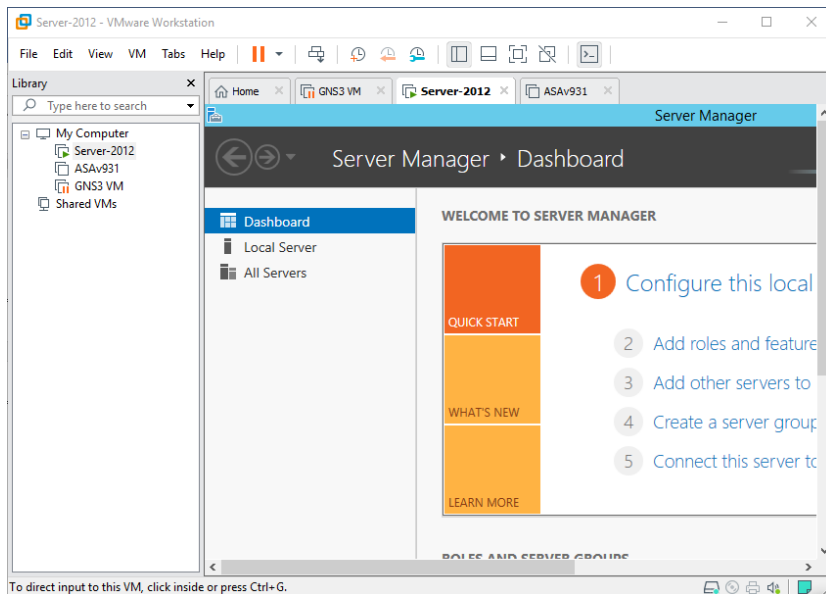 Server-2012 - VMware Workstation
File Edit View VM Tabs Help
Library
Type here to search
My Computer
Server-2012
ASAv931
GNS3 VM
Shared VMs
Home GNS3 VM Server-2012 ASAv931
Server Manager
Server Manager ‣ Dashboard
Dashboard
Local Server
All Servers
WELCOME TO SERVER MANAGER
QUICK START
WHAT'S NEW
LEARN MORE
1 Configure this local
2 Add roles and feature
3 Add other servers to
4 Create a server group
5 Connect this server to
ROLES AND SERVER GROUPS
To direct input to this VM, click inside or press Ctrl+G.